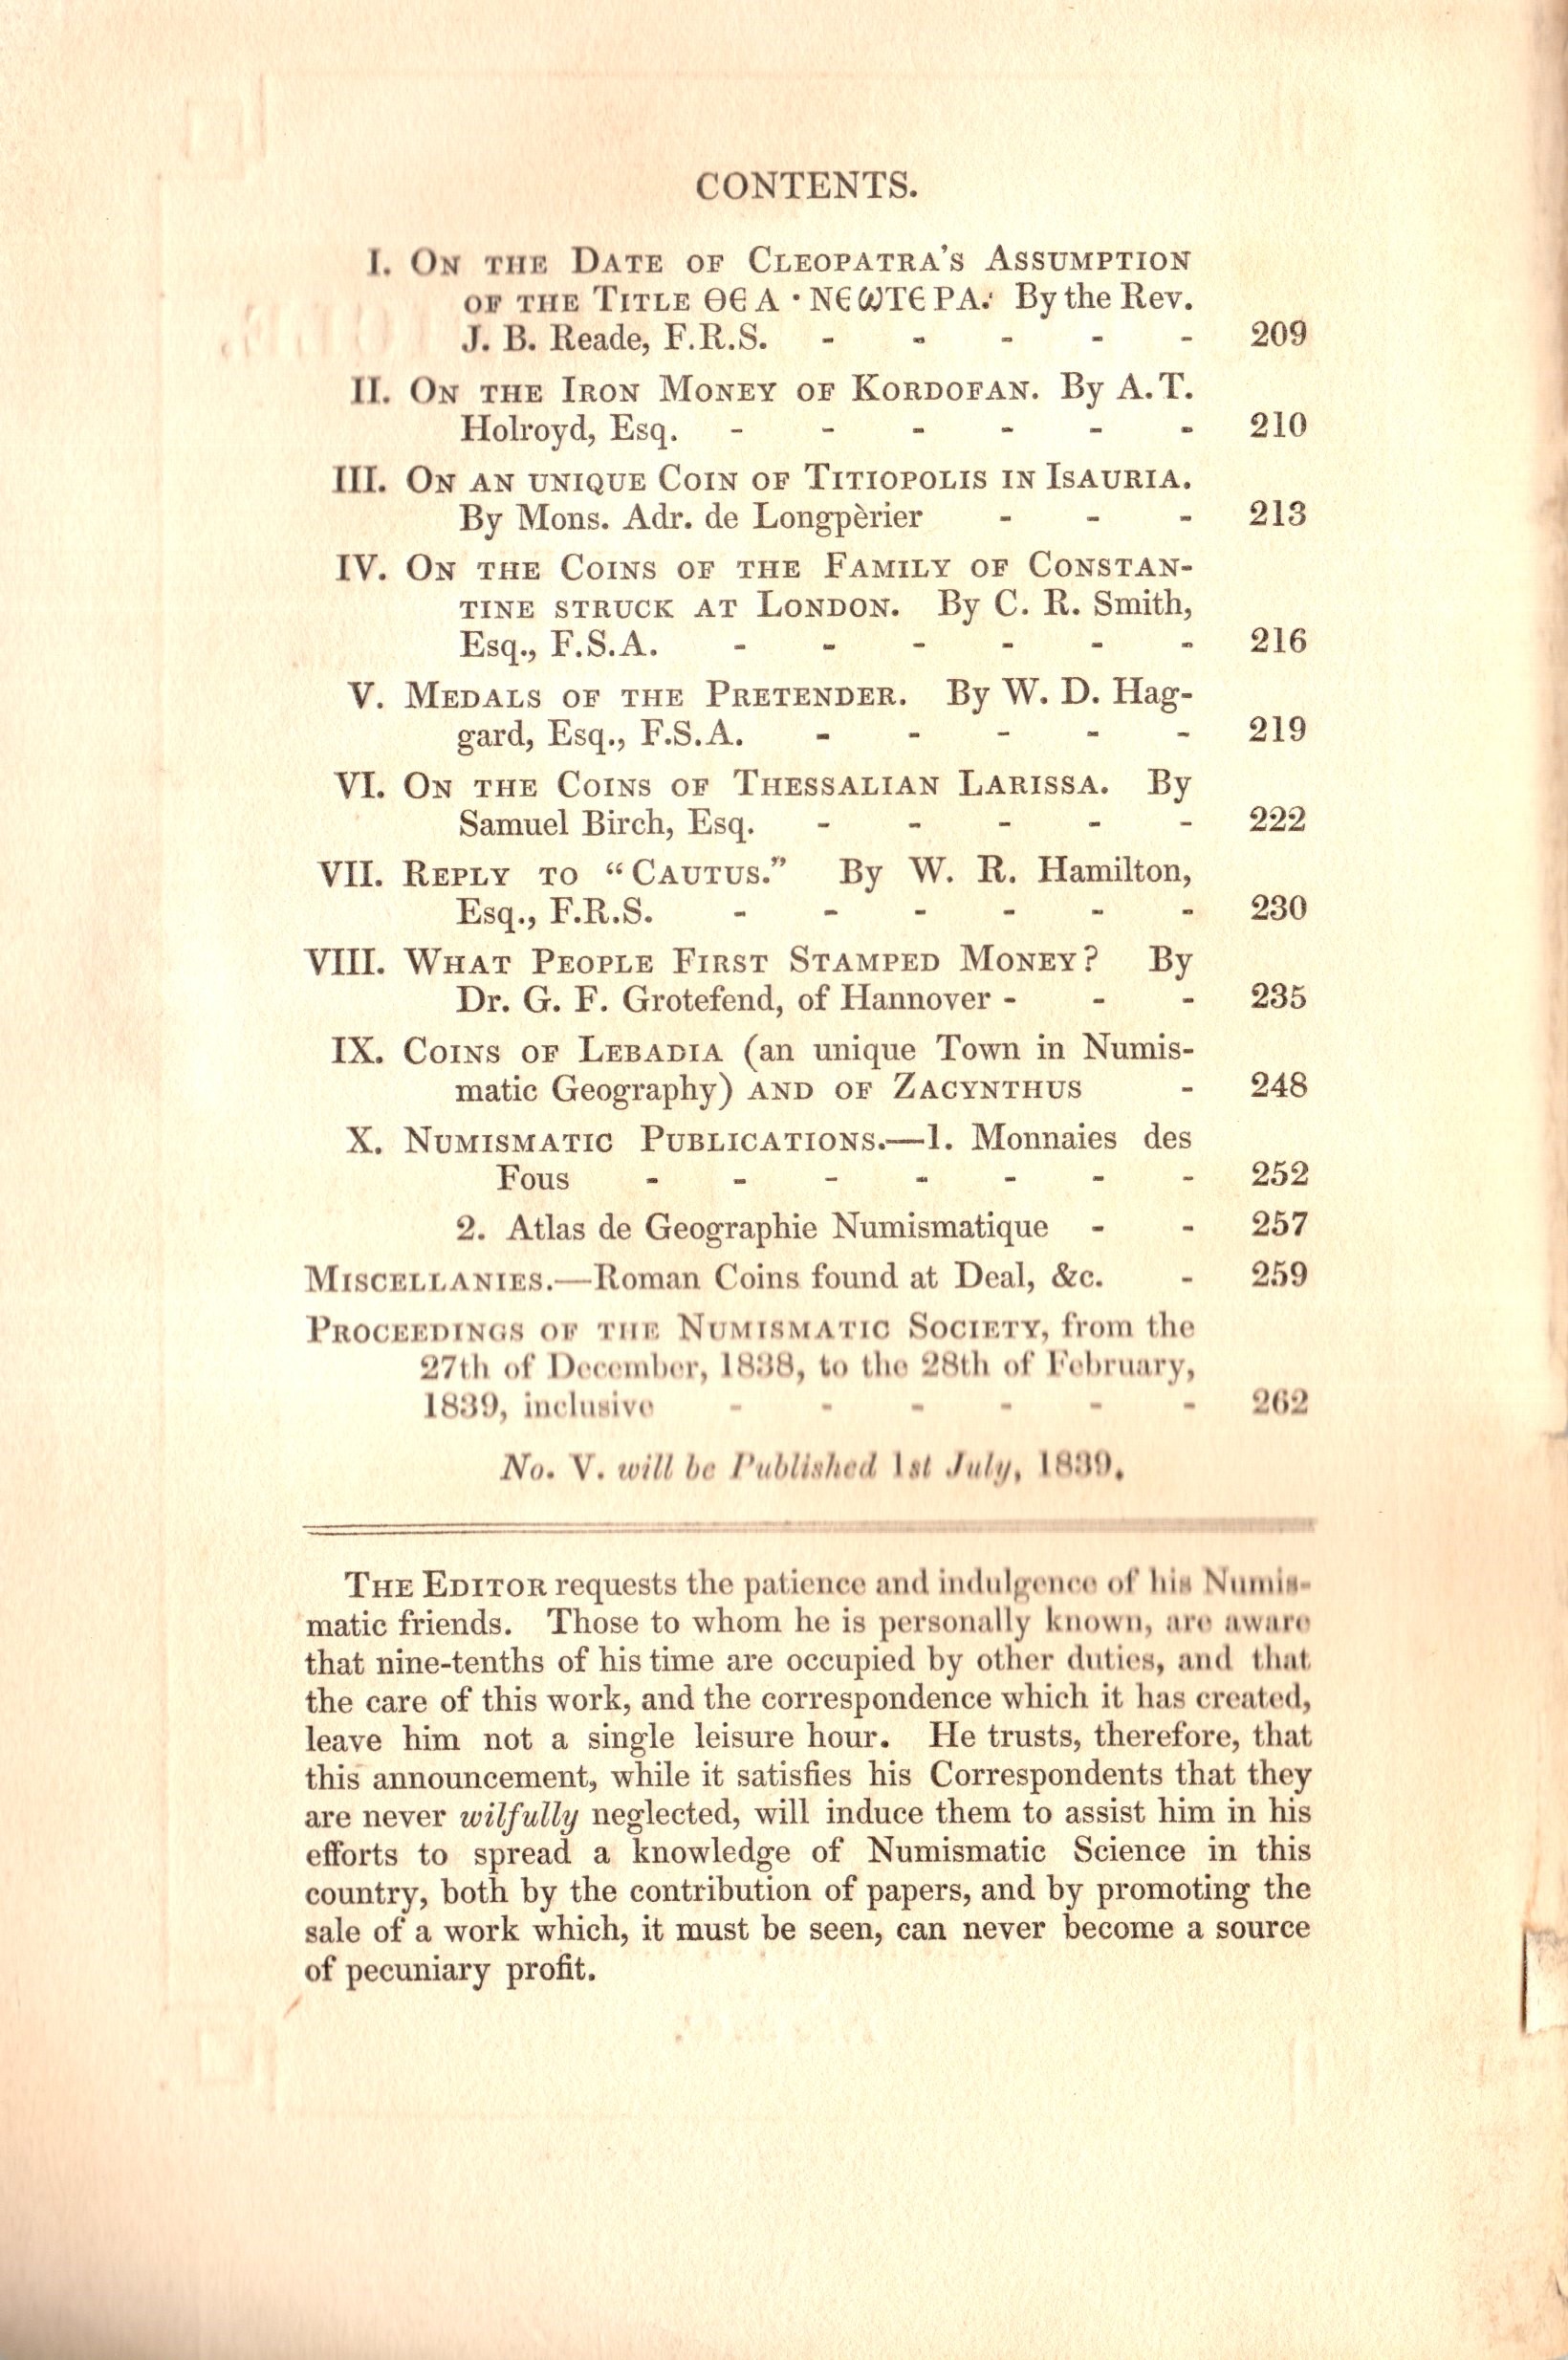 CONTENTS.
I. On the Date of Cleopatra's Assumption
of the Title ΘЄΑ · ΝЄѠΤЄΡΑ. By the Rev.
J. B. Reade, F.R.S. - - - - - 209
II. On the Iron Money of Kordofan. By A. T.
Holroyd, Esq. - - - - - - 210
III. On an unique Coin of Titiopolis in Isauria.
By Mons. Adr. de Longpèrier - - - 213
IV. On the Coins of the Family of Constan-
tine struck at London. By C. R. Smith,
Esq., F.S.A. - - - - - - 216
V. Medals of the Pretender. By W. D. Hag-
gard, Esq., F.S.A. - - - - - 219
VI. On the Coins of Thessalian Larissa. By
Samuel Birch, Esq. - - - - - 222
VII. Reply to "Cautus." By W. R. Hamilton,
Esq., F.R.S. - - - - - - 230
VIII. What People First Stamped Money? By
Dr. G. F. Grotefend, of Hannover - - - 235
IX. Coins of Lebadia (an unique Town in Numis-
matic Geography) and of Zacynthus - 248
X. Numismatic Publications.—1. Monnaies des
Fous - - - - - - - 252
2. Atlas de Geographie Numismatique - - 257
Miscellanies.—Roman Coins found at Deal, &c. - 259
Proceedings of the Numismatic Society, from the
27th of December, 1838, to the 28th of February,
1839, inclusive - - - - - - 262
No. V. will be Published 1st July, 1839.
The Editor requests the patience and indulgence of his Numis-
matic friends. Those to whom he is personally known, are aware
that nine-tenths of his time are occupied by other duties, and that
the care of this work, and the correspondence which it has created,
leave him not a single leisure hour. He trusts, therefore, that
this announcement, while it satisfies his Correspondents that they
are never wilfully neglected, will induce them to assist him in his
efforts to spread a knowledge of Numismatic Science in this
country, both by the contribution of papers, and by promoting the
sale of a work which, it must be seen, can never become a source
of pecuniary profit.